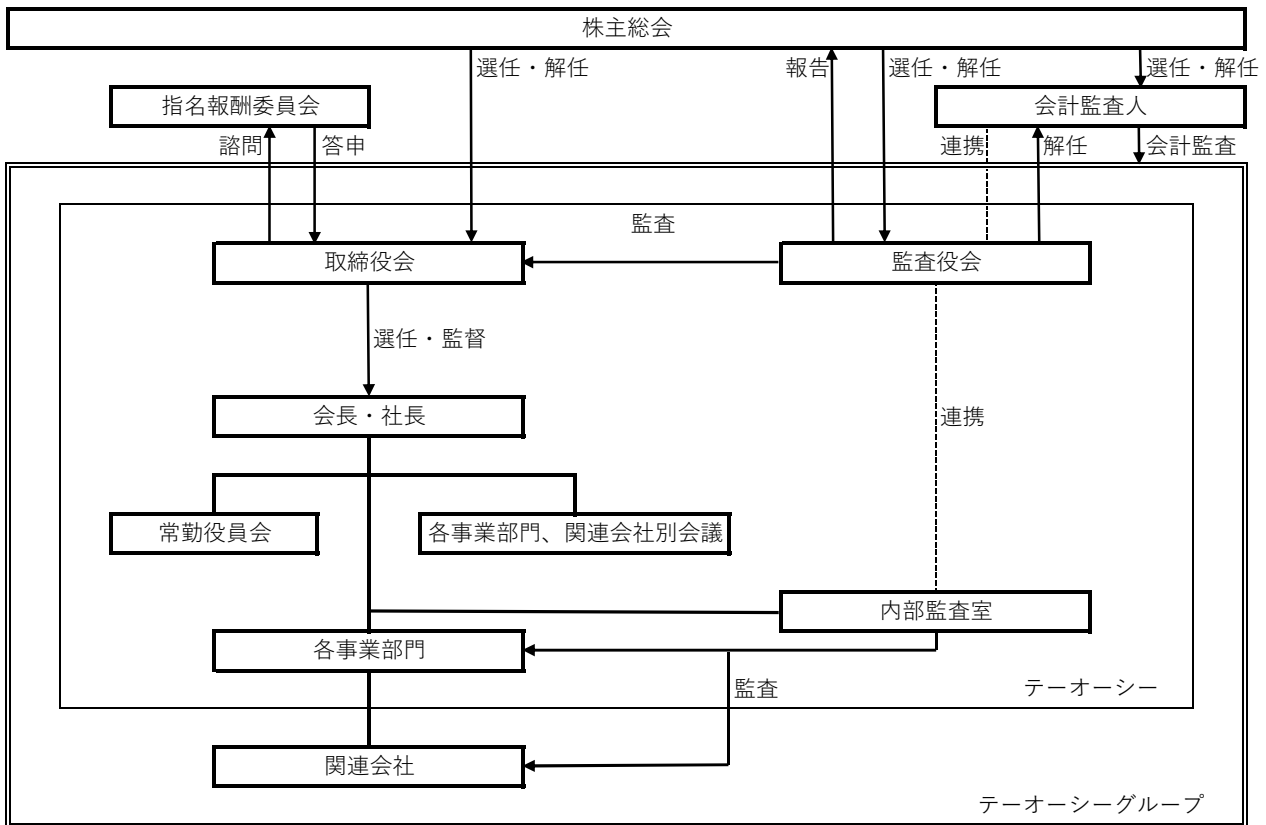 株主総会
選任・解任
報告
選任・解任
選任・解任
指名報酬委員会
会計監査人
諮問
答申
連携
解任
会計監査
監査
取締役会
監査役会
選任・監督
会長・社長
連携
常勤役員会
各事業部門、関連会社別会議
内部監査室
各事業部門
監査
テーオーシー
関連会社
テーオーシーグループ